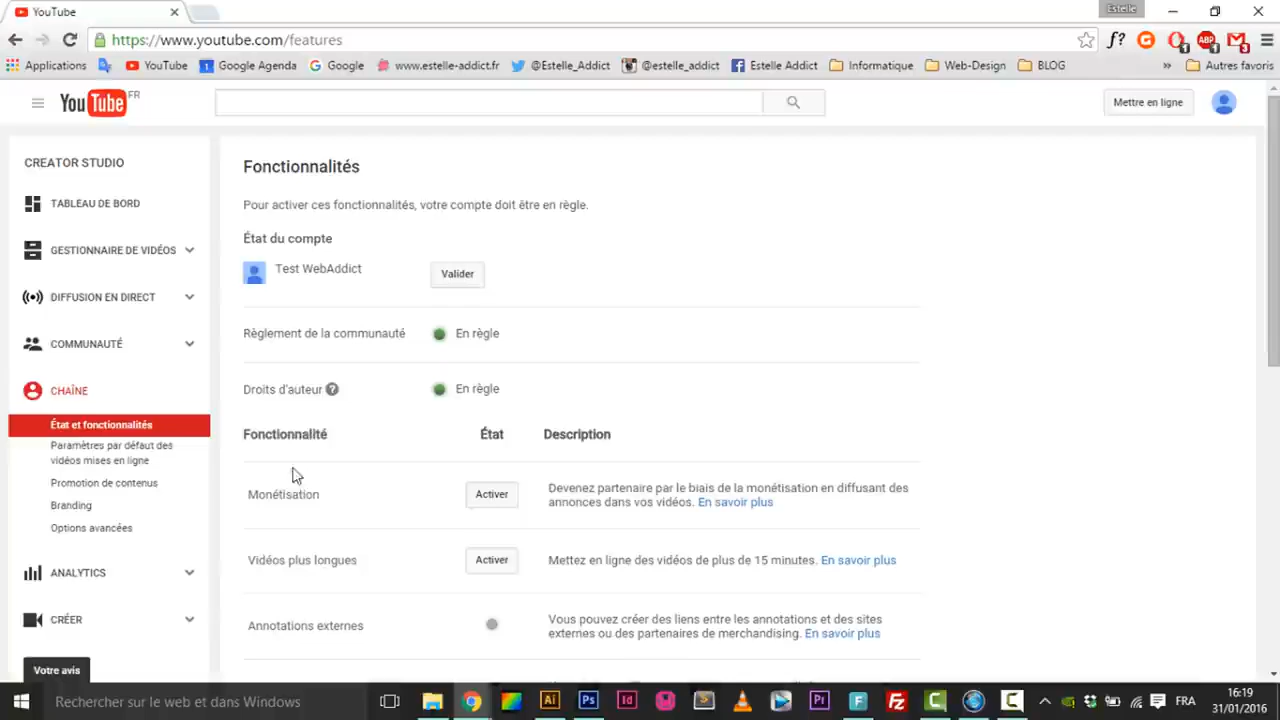 YouTube
Estelle
https://www.youtube.com/features
Applications
YouTube
Google Agenda
Google
www.estelle-addict.fr
@Estelle_Addict
@estelle_addict
Estelle Addict
Informatique
Web-Design
BLOG
»
Autres favoris
YouTube FR
Mettre en ligne
CREATOR STUDIO
TABLEAU DE BORD
GESTIONNAIRE DE VIDÉOS
DIFFUSION EN DIRECT
COMMUNAUTÉ
CHAÎNE
État et fonctionnalités
Paramètres par défaut des
vidéos mises en ligne
Promotion de contenus
Branding
Options avancées
ANALYTICS
CRÉER
Votre avis
Fonctionnalités
Pour activer ces fonctionnalités, votre compte doit être en règle.
État du compte
Test WebAddict
Valider
Règlement de la communauté
En règle
Droits d'auteur ?
En règle
Fonctionnalité État Description
Monétisation
Activer
Devenez partenaire par le biais de la monétisation en diffusant des
annonces dans vos vidéos. En savoir plus
Vidéos plus longues
Activer
Mettez en ligne des vidéos de plus de 15 minutes. En savoir plus
Annotations externes
Vous pouvez créer des liens entre les annotations et des sites
externes ou des partenaires de merchandising. En savoir plus
Rechercher sur le web et dans Windows
Ai
Ps
Id
Pr
F
Fz
FRA
16:19
31/01/2016